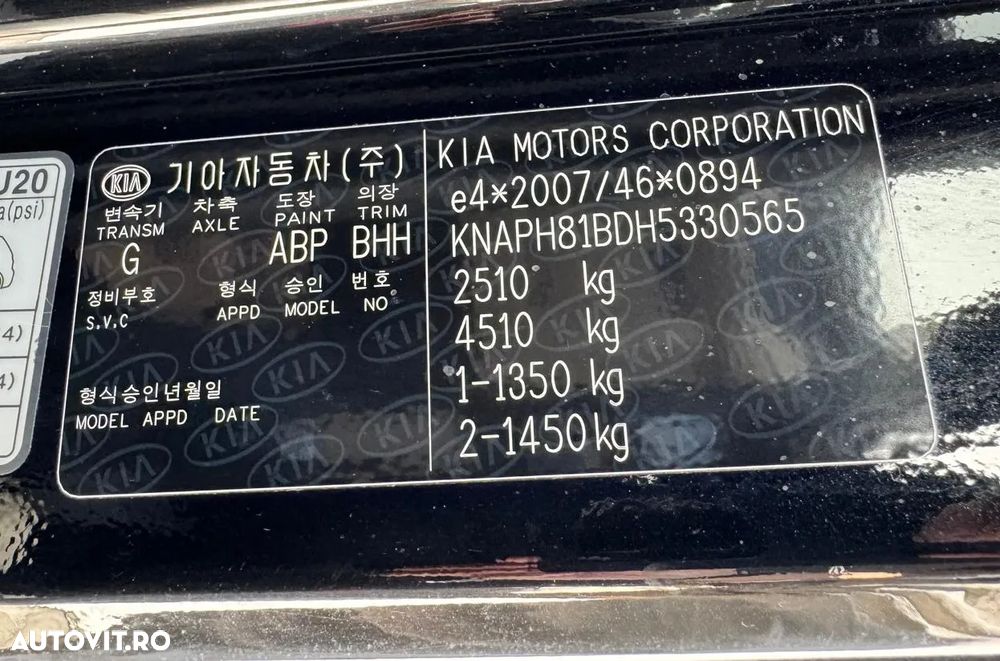 U20
a(psi)
4)
4)
KIA 기아자동차(주)
변속기 차축 도장 의장
TRANSM AXLE PAINT TRIM
G ABP BHH
정비부호 형식 승인 번호
S.V.C APPD MODEL NO
형식승인년월일
MODEL APPD DATE
KIA MOTORS CORPORATION
e4*2007/46*0894
KNAPH81BDH5330565
2510 kg
4510 kg
1-1350 kg
2-1450kg
AUTOVIT.RO